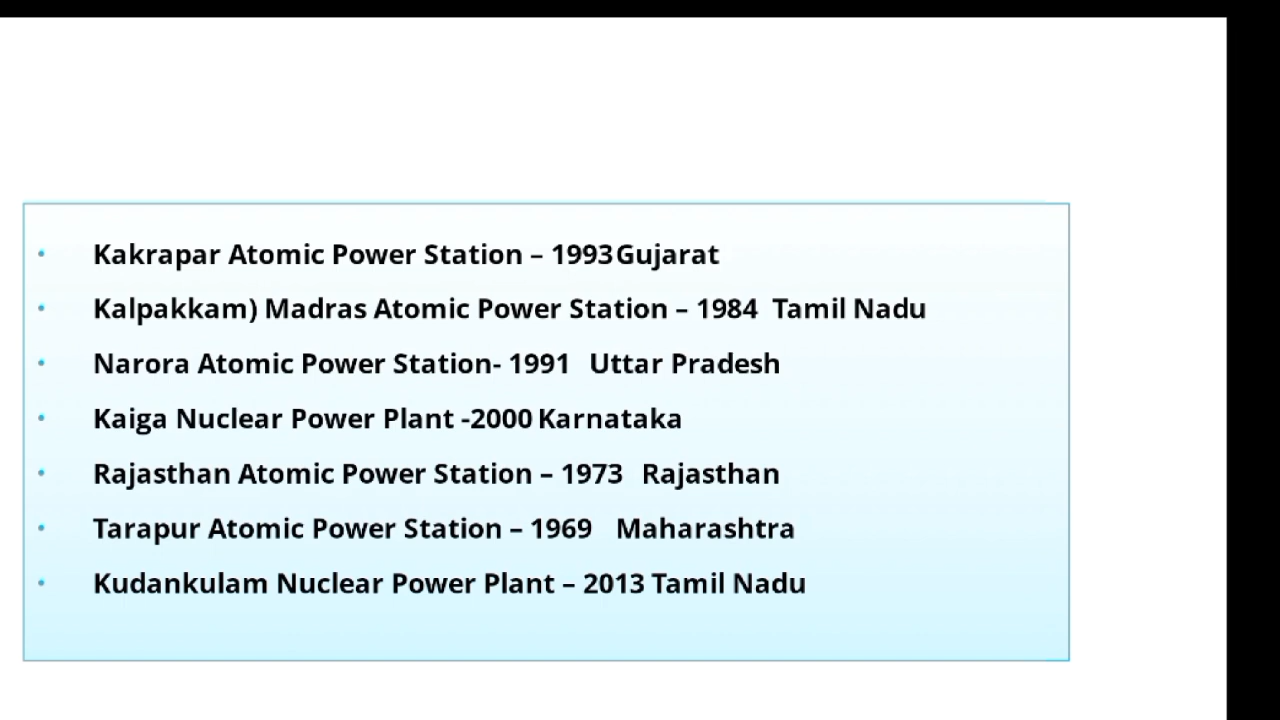 • Kakrapar Atomic Power Station – 1993 Gujarat
• Kalpakkam) Madras Atomic Power Station – 1984 Tamil Nadu
• Narora Atomic Power Station- 1991 Uttar Pradesh
• Kaiga Nuclear Power Plant -2000 Karnataka
• Rajasthan Atomic Power Station – 1973 Rajasthan
• Tarapur Atomic Power Station – 1969 Maharashtra
• Kudankulam Nuclear Power Plant – 2013 Tamil Nadu